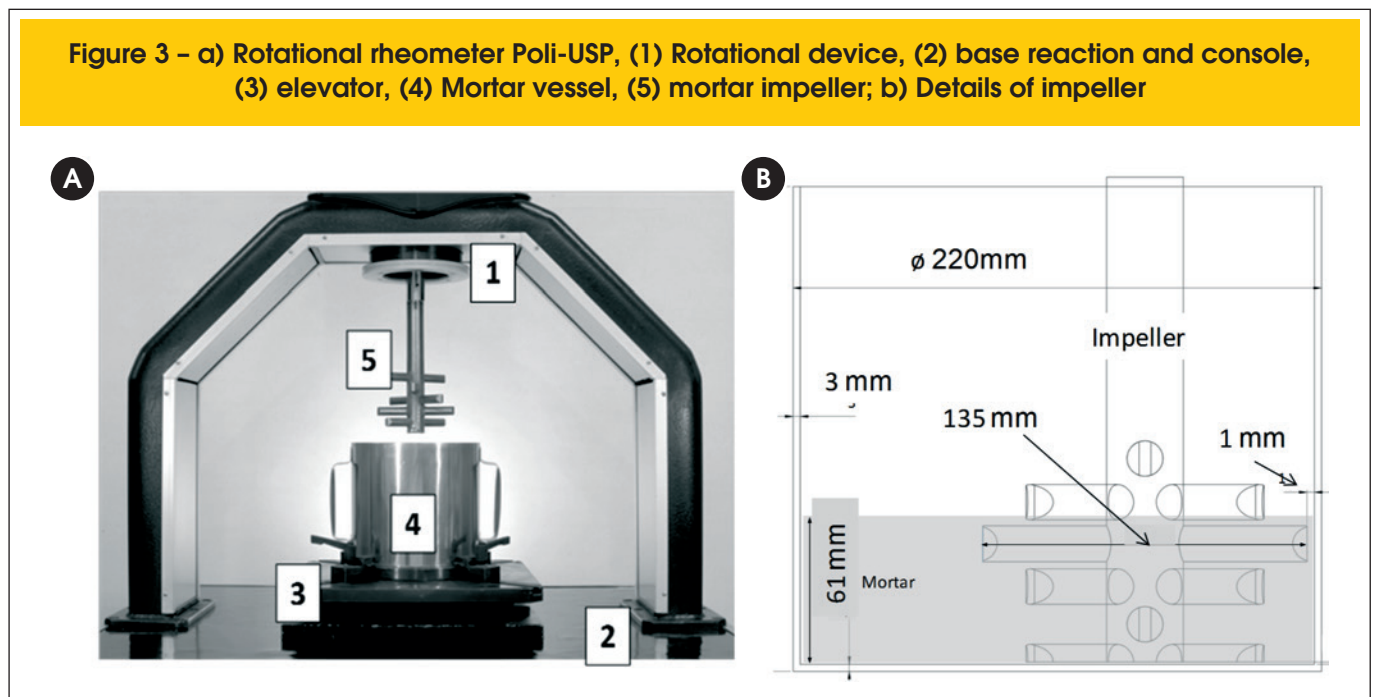 Figure 3 – a) Rotational rheometer Poli-USP, (1) Rotational device, (2) base reaction and console,
(3) elevator, (4) Mortar vessel, (5) mortar impeller; b) Details of impeller
A
1
5
4
3
2
B
ø 220mm
Impeller
3 mm
135 mm
1 mm
61 mm
Mortar